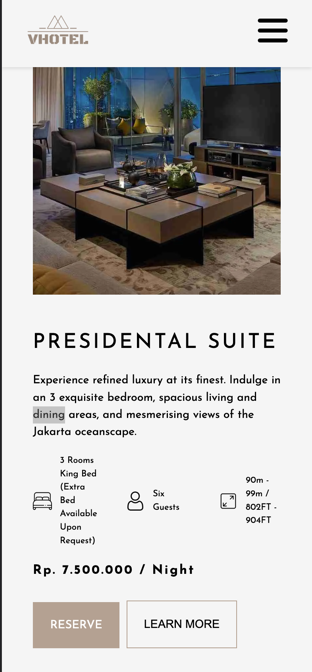 VHOTEL
PRESIDENTAL SUITE
Experience refined luxury at its finest. Indulge in
an 3 exquisite bedroom, spacious living and
dining areas, and mesmerising views of the
Jakarta oceanscape.
3 Rooms
King Bed
(Extra
Bed
Available
Upon
Request)
Six
Guests
90m -
99m /
802FT -
904FT
Rp. 7.500.000 / Night
RESERVE
LEARN MORE